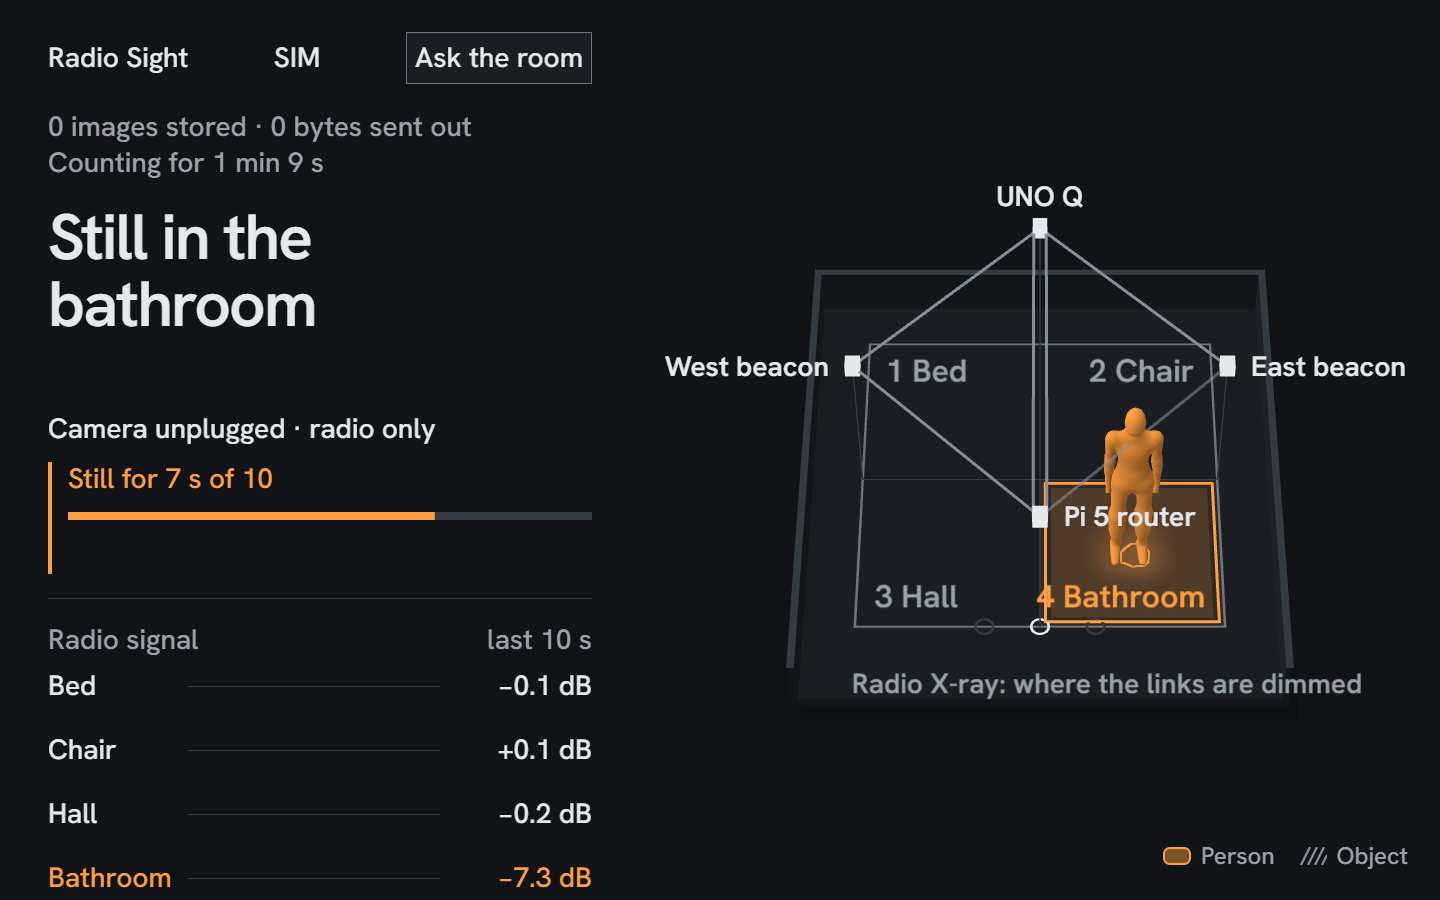 Radio Sight
SIM
Ask the room
0 images stored · 0 bytes sent out
Counting for 1 min 9 s
Still in the
bathroom
Camera unplugged · radio only
Still for 7 s of 10
Radio signal
last 10 s
Bed
−0.1 dB
Chair
+0.1 dB
Hall
−0.2 dB
Bathroom
−7.3 dB
UNO Q
West beacon
1 Bed
2 Chair
East beacon
Pi 5 router
3 Hall
4 Bathroom
Radio X-ray: where the links are dimmed
Person
Object